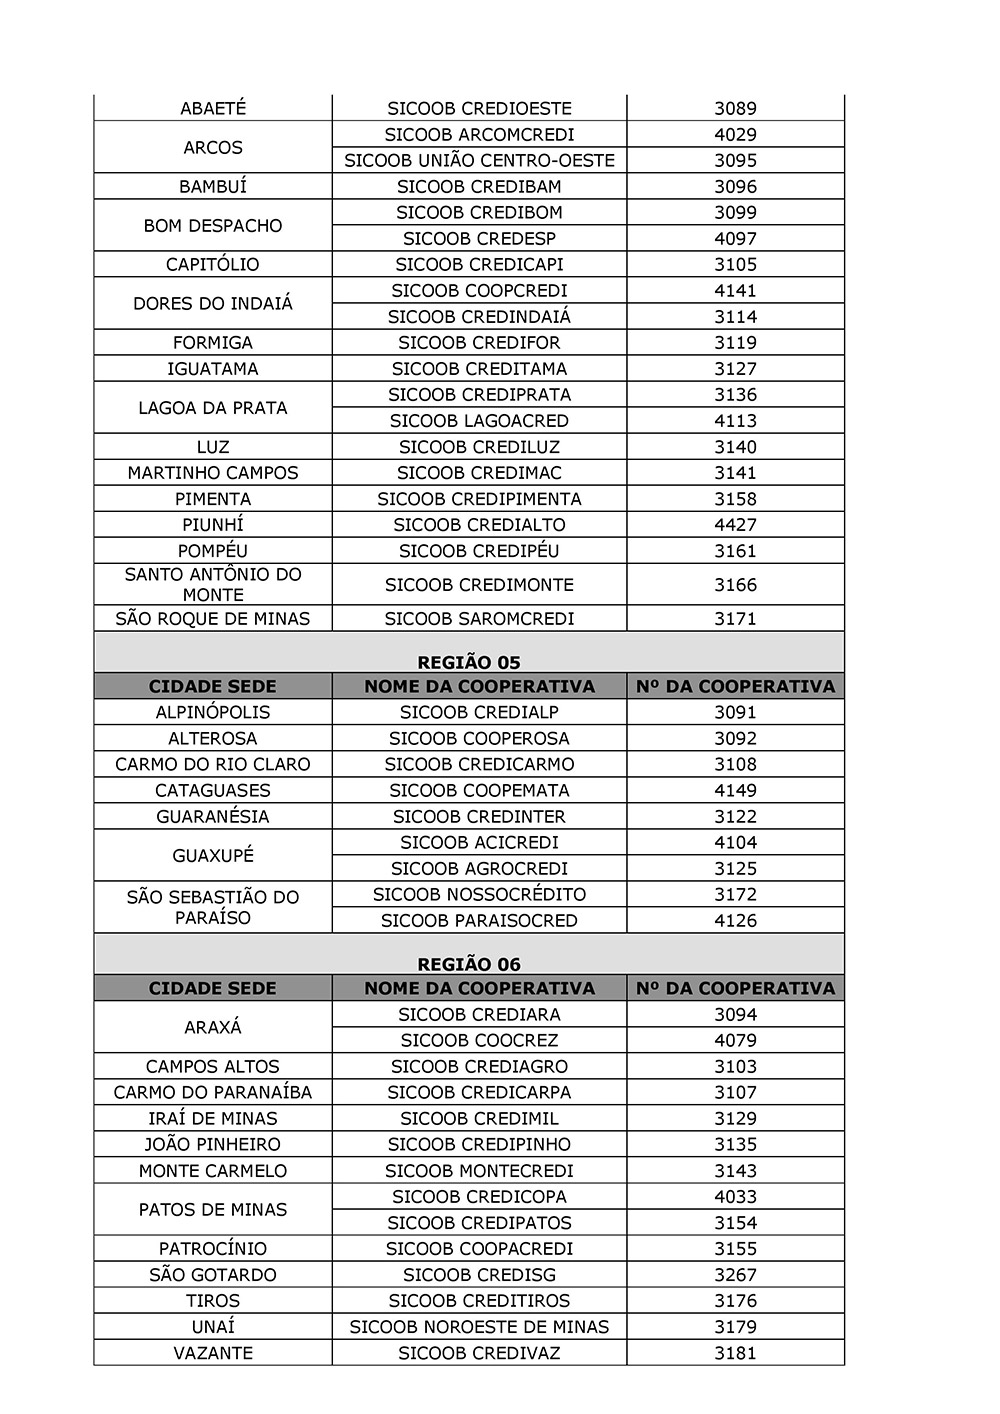 ABAETÉ SICOOB CREDIOESTE 3089
ARCOS SICOOB ARCOMCREDI 4029
SICOOB UNIÃO CENTRO-OESTE 3095
BAMBUÍ SICOOB CREDIBAM 3096
BOM DESPACHO SICOOB CREDIBOM 3099
SICOOB CREDESP 4097
CAPITÓLIO SICOOB CREDICAPI 3105
DORES DO INDAIÁ SICOOB COOPCREDI 4141
SICOOB CREDINDAIÁ 3114
FORMIGA SICOOB CREDIFOR 3119
IGUATAMA SICOOB CREDITAMA 3127
LAGOA DA PRATA SICOOB CREDIPRATA 3136
SICOOB LAGOACRED 4113
LUZ SICOOB CREDILUZ 3140
MARTINHO CAMPOS SICOOB CREDIMAC 3141
PIMENTA SICOOB CREDIPIMENTA 3158
PIUNHÍ SICOOB CREDIALTO 4427
POMPÉU SICOOB CREDIPÉU 3161
SANTO ANTÔNIO DO
MONTE SICOOB CREDIMONTE 3166
SÃO ROQUE DE MINAS SICOOB SAROMCREDI 3171
REGIÃO 05
CIDADE SEDE NOME DA COOPERATIVA Nº DA COOPERATIVA
ALPINÓPOLIS SICOOB CREDIALP 3091
ALTEROSA SICOOB COOPEROSA 3092
CARMO DO RIO CLARO SICOOB CREDICARMO 3108
CATAGUASES SICOOB COOPEMATA 4149
GUARANÉSIA SICOOB CREDINTER 3122
GUAXUPÉ SICOOB ACICREDI 4104
SICOOB AGROCREDI 3125
SÃO SEBASTIÃO DO SICOOB NOSSOCRÉDITO 3172
PARAÍSO SICOOB PARAISOCRED 4126
REGIÃO 06
CIDADE SEDE NOME DA COOPERATIVA Nº DA COOPERATIVA
ARAXÁ SICOOB CREDIARA 3094
SICOOB COOCREZ 4079
CAMPOS ALTOS SICOOB CREDIAGRO 3103
CARMO DO PARANAÍBA SICOOB CREDICARPA 3107
IRAÍ DE MINAS SICOOB CREDIMIL 3129
JOÃO PINHEIRO SICOOB CREDIPINHO 3135
MONTE CARMELO SICOOB MONTECREDI 3143
PATOS DE MINAS SICOOB CREDICOPA 4033
SICOOB CREDIPATOS 3154
PATROCÍNIO SICOOB COOPACREDI 3155
SÃO GOTARDO SICOOB CREDISG 3267
TIROS SICOOB CREDITIROS 3176
UNAÍ SICOOB NOROESTE DE MINAS 3179
VAZANTE SICOOB CREDIVAZ 3181